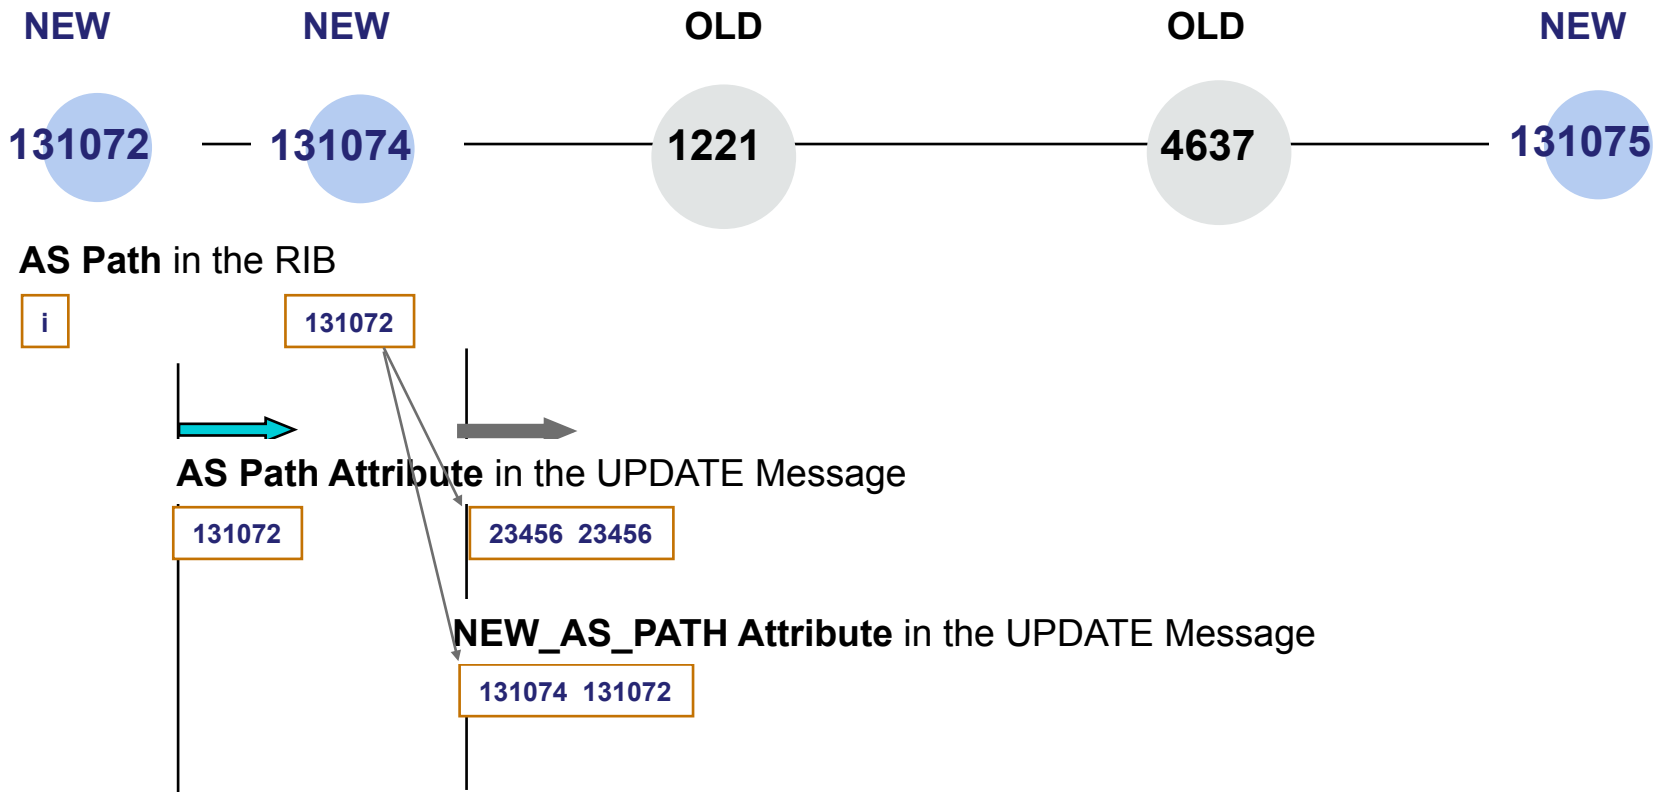 NEW NEW OLD OLD NEW
131072 131074 1221 4637 131075
AS Path in the RIB
i 131072
AS Path Attribute in the UPDATE Message
131072 23456 23456
NEW_AS_PATH Attribute in the UPDATE Message
131074 131072